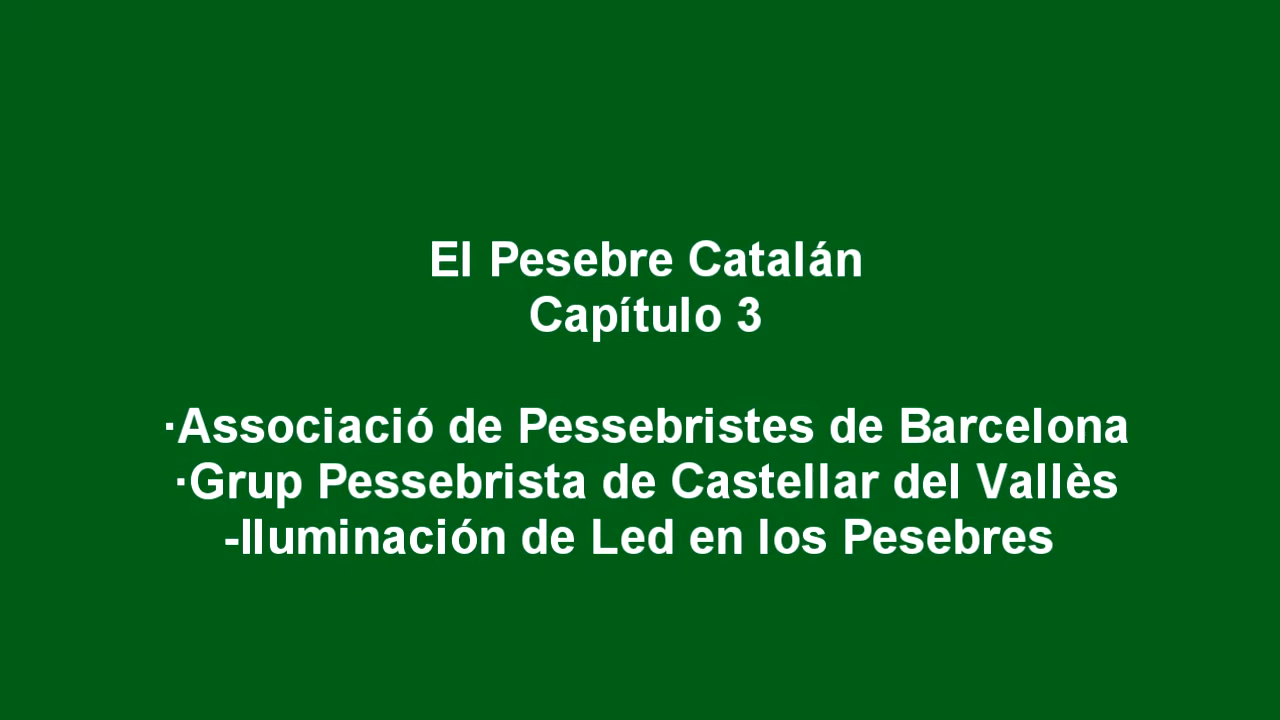 El Pesebre Catalán
Capítulo 3
·Associació de Pessebristes de Barcelona
·Grup Pessebrista de Castellar del Vallès
-Iluminación de Led en los Pesebres